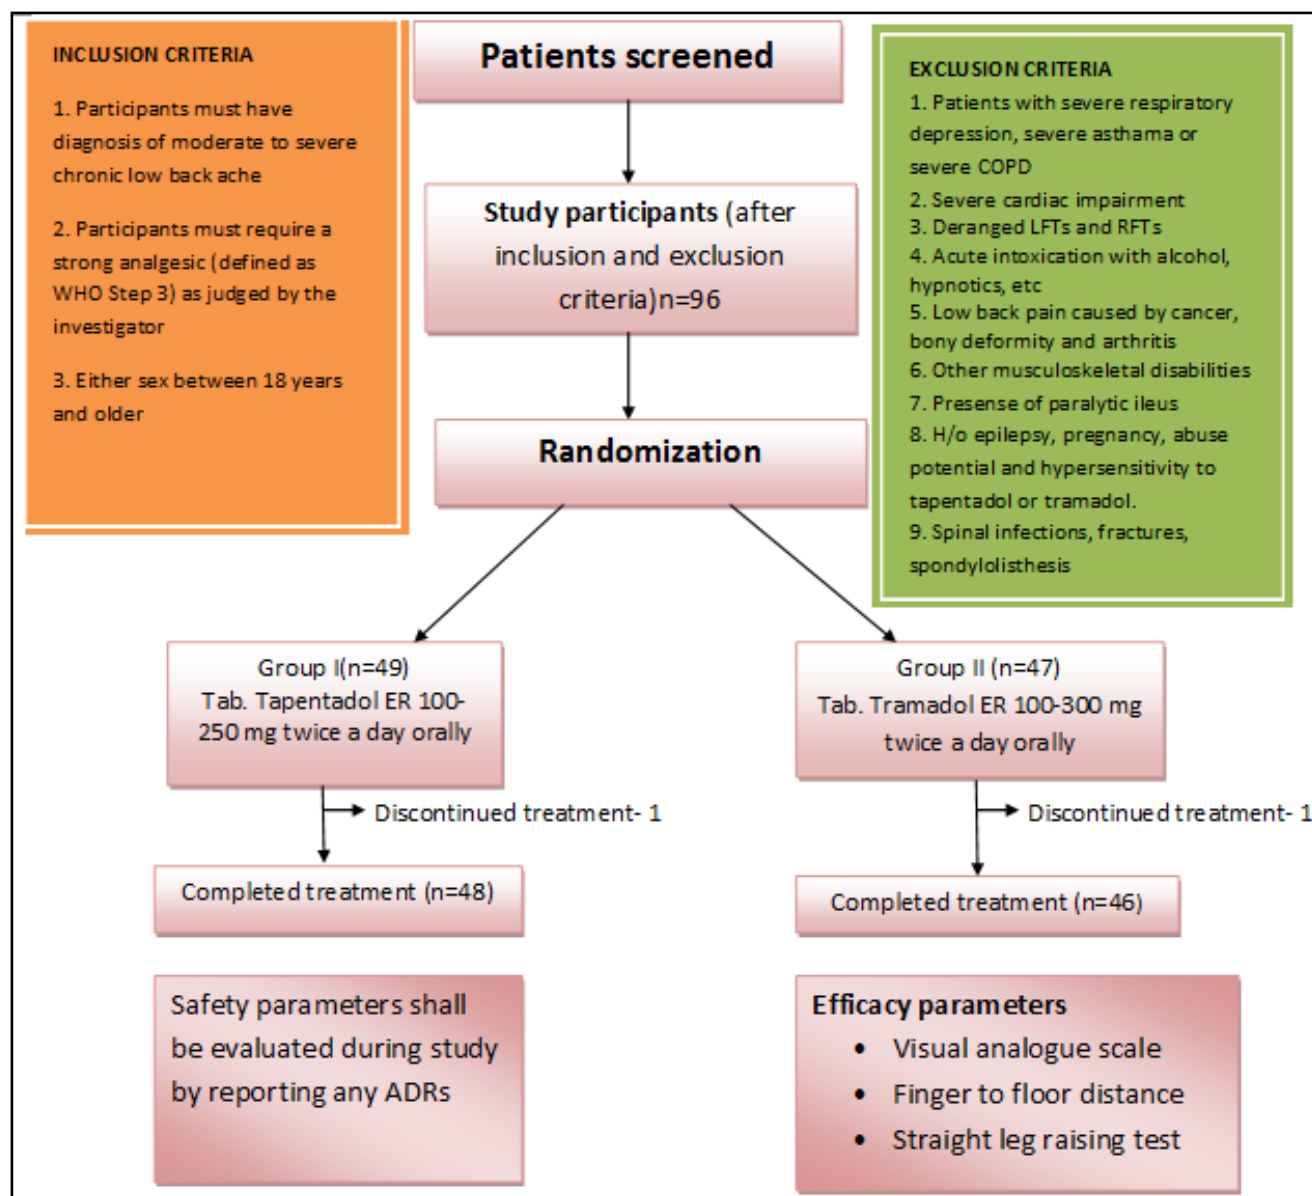 INCLUSION CRITERIA
1. Participants must have
diagnosis of moderate to severe
chronic low back ache
2. Participants must require a
strong analgesic (defined as
WHO Step 3) as judged by the
investigator
3. Either sex between 18 years
and older
Patients screened
Study participants (after
inclusion and exclusion
criteria)n=96
Randomization
EXCLUSION CRITERIA
1. Patients with severe respiratory
depression, severe asthama or
severe COPD
2. Severe cardiac impairment
3. Deranged LFTs and RFTs
4. Acute intoxication with alcohol,
hypnotics, etc
5. Low back pain caused by cancer,
bony deformity and arthritis
6. Other musculoskeletal disabilities
7. Presense of paralytic ileus
8. H/o epilepsy, pregnancy, abuse
potential and hypersensitivity to
tapentadol or tramadol.
9. Spinal infections, fractures,
spondylolisthesis
Group I(n=49)
Tab. Tapentadol ER 100-
250 mg twice a day orally
Discontinued treatment- 1
Completed treatment (n=48)
Group II (n=47)
Tab. Tramadol ER 100-300 mg
twice a day orally
Discontinued treatment- 1
Completed treatment (n=46)
Safety parameters shall
be evaluated during study
by reporting any ADRs
Efficacy parameters
• Visual analogue scale
• Finger to floor distance
• Straight leg raising test